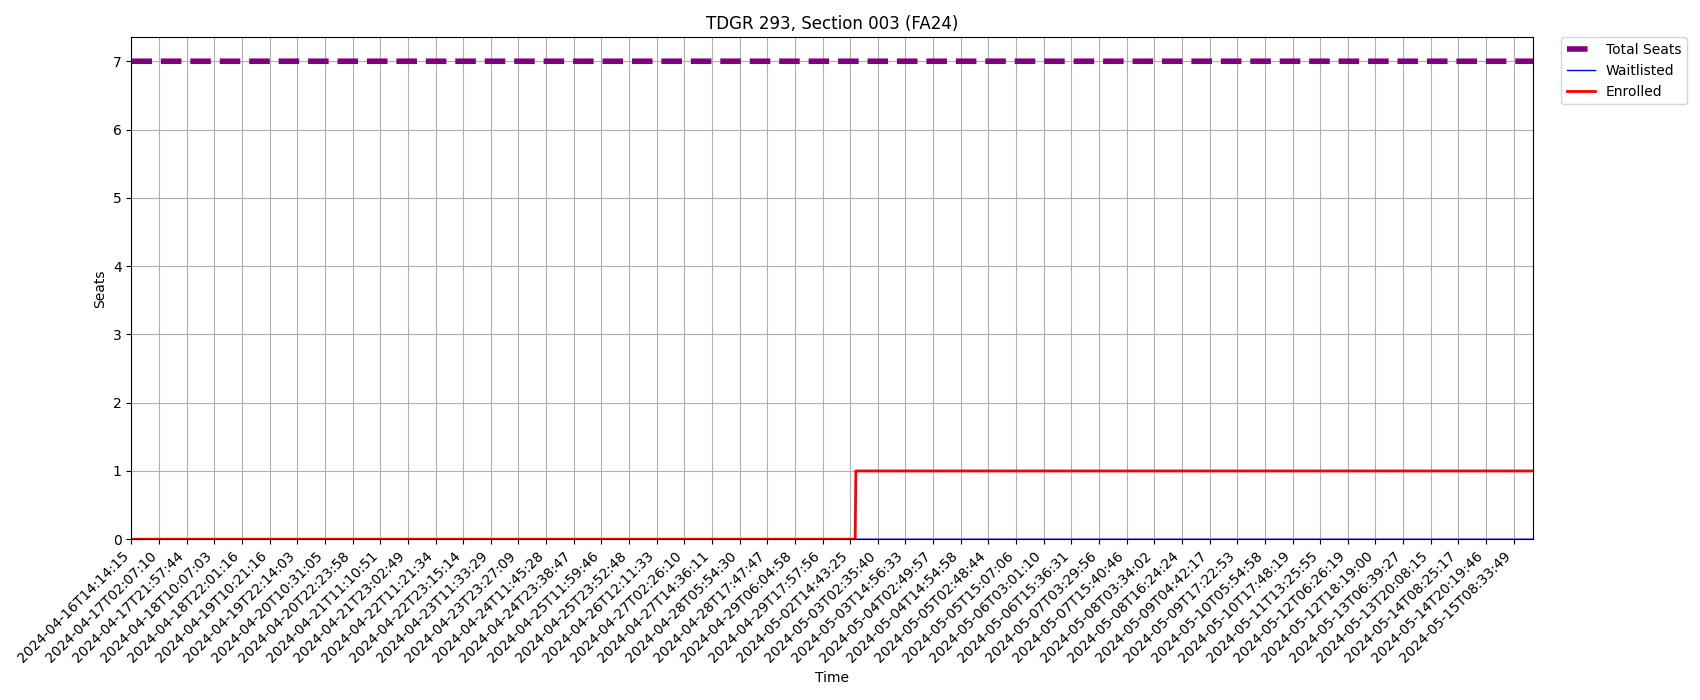 TDGR 293, Section 003 (FA24)
Total Seats
Waitlisted
Enrolled
7
6
5
4
3
2
1
0
Seats
2024-04-16T14:14:15
2024-04-17T02:07:10
2024-04-17T21:57:44
2024-04-18T10:07:03
2024-04-18T22:01:16
2024-04-19T10:21:16
2024-04-19T22:14:03
2024-04-20T10:31:05
2024-04-20T22:23:58
2024-04-21T11:10:51
2024-04-21T23:02:49
2024-04-22T11:21:34
2024-04-22T23:15:14
2024-04-23T11:33:29
2024-04-23T23:27:09
2024-04-24T11:45:28
2024-04-24T23:38:47
2024-04-25T11:59:46
2024-04-25T23:52:48
2024-04-26T12:11:33
2024-04-27T02:26:10
2024-04-27T14:36:11
2024-04-28T05:54:30
2024-04-28T17:47:47
2024-04-29T06:04:58
2024-04-29T17:57:56
2024-05-02T14:43:25
2024-05-03T02:35:40
2024-05-03T14:56:33
2024-05-04T02:49:57
2024-05-04T14:54:58
2024-05-05T02:48:44
2024-05-05T15:07:06
2024-05-06T03:01:10
2024-05-06T15:36:31
2024-05-07T03:29:56
2024-05-07T15:40:46
2024-05-08T03:34:02
2024-05-08T16:24:24
2024-05-09T04:42:17
2024-05-09T17:22:53
2024-05-10T05:54:58
2024-05-10T17:48:19
2024-05-11T13:25:55
2024-05-12T06:26:19
2024-05-12T18:19:00
2024-05-13T06:39:27
2024-05-13T20:08:15
2024-05-14T08:25:17
2024-05-14T20:19:46
2024-05-15T08:33:49
Time